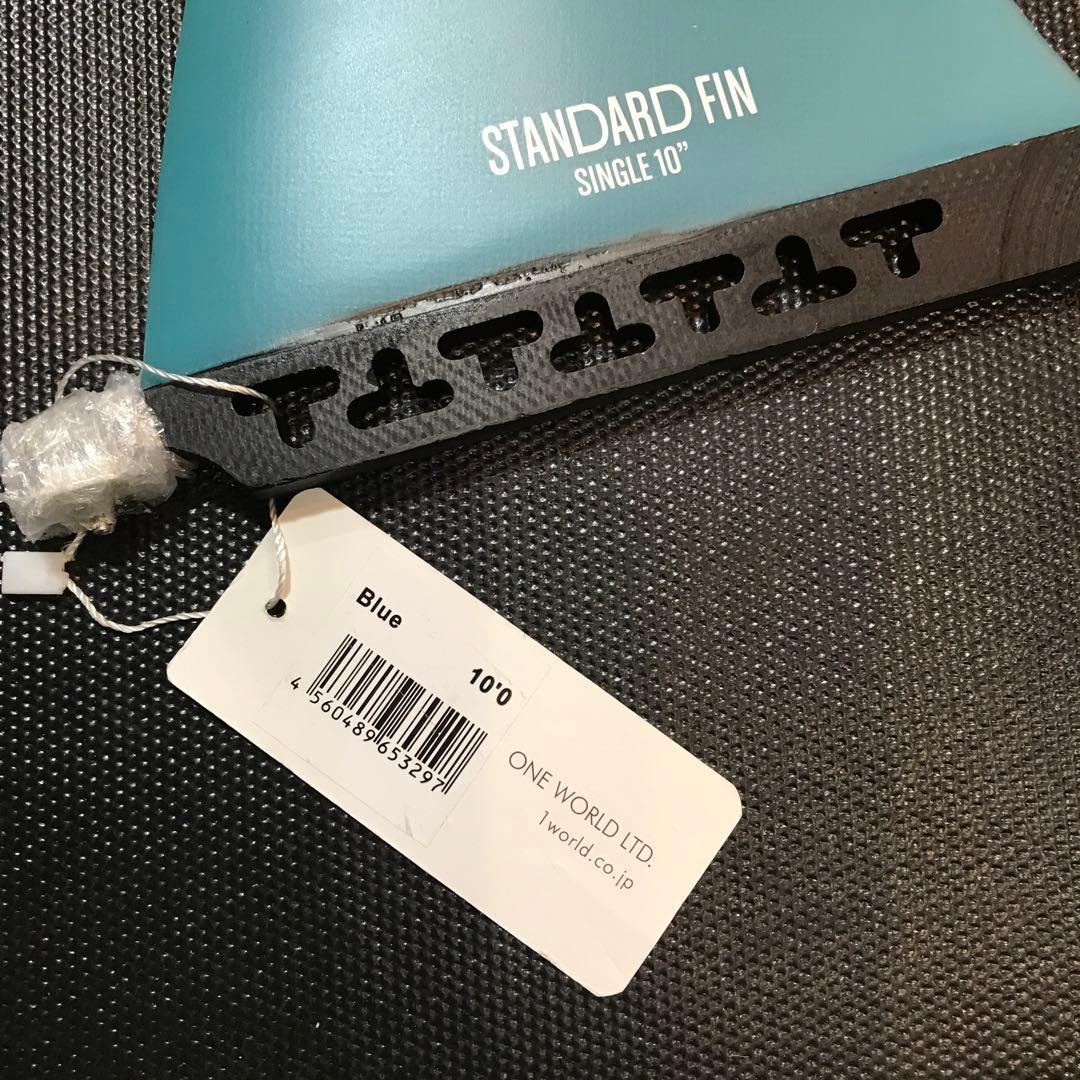 STANDARD FIN
SINGLE 10”
Blue
10'0
4 560489 653297
ONE WORLD LTD.
1world.co.jp